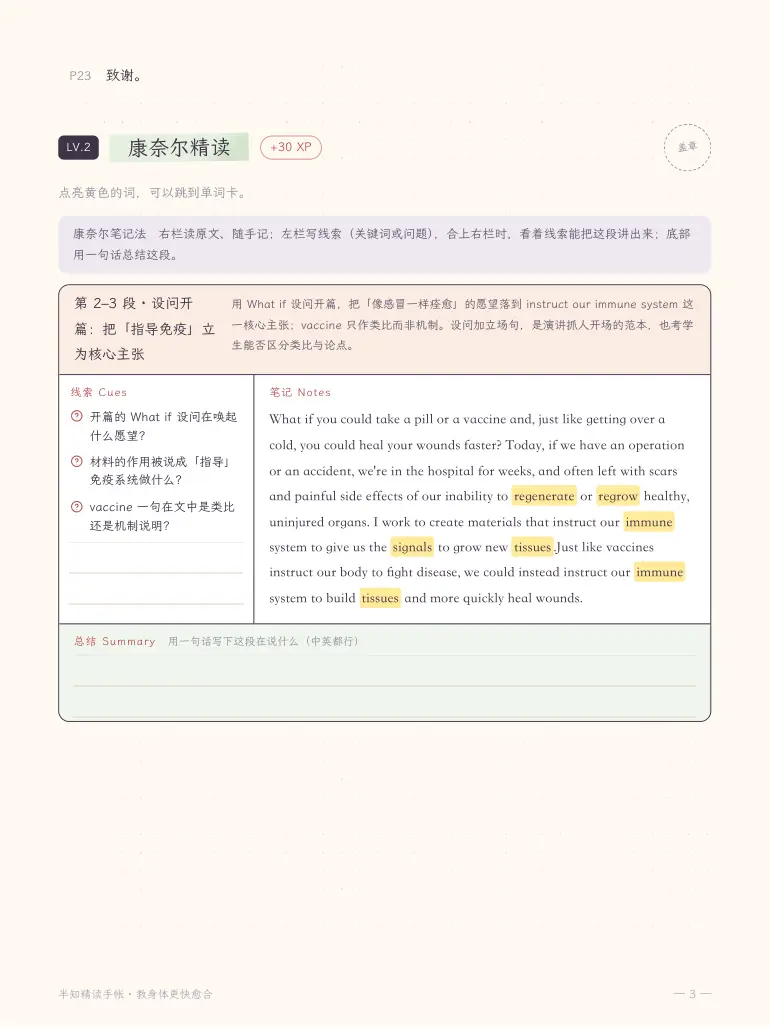 P23 致谢。
LV.2 康奈尔精读 +30 XP 盖章
点亮黄色的词，可以跳到单词卡。
康奈尔笔记法 右栏读原文、随手记；左栏写线索（关键词或问题），合上右栏时，看着线索能把这段讲出来；底部
用一句话总结这段。
第 2–3 段・设问开
篇：把「指导免疫」立
为核心主张
用 What if 设问开篇，把「像感冒一样痊愈」的愿望落到 instruct our immune system 这
一核心主张；vaccine 只作类比而非机制。设问加立场句，是演讲抓人开场的范本，也考学
生能否区分类比与论点。
线索 Cues
开篇的 What if 设问在唤起
什么愿望？
材料的作用被说成「指导」
免疫系统做什么？
vaccine 一句在文中是类比
还是机制说明？
笔记 Notes
What if you could take a pill or a vaccine and, just like getting over a
cold, you could heal your wounds faster? Today, if we have an operation
or an accident, we're in the hospital for weeks, and often left with scars
and painful side effects of our inability to regenerate or regrow healthy,
uninjured organs. I work to create materials that instruct our immune
system to give us the signals to grow new tissues.Just like vaccines
instruct our body to fight disease, we could instead instruct our immune
system to build tissues and more quickly heal wounds.
总结 Summary 用一句话写下这段在说什么（中英都行）
半知精读手帐・教身体更快愈合
— 3 —